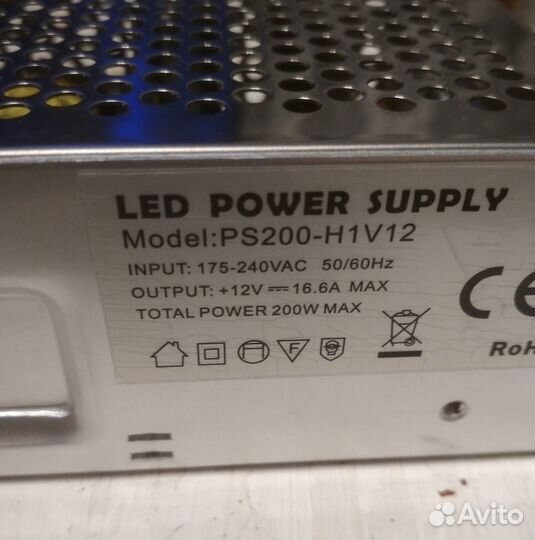 LED POWER SUPPLY
Model:PS200-H1V12
INPUT: 175-240VAC 50/60Hz
OUTPUT: +12V⎓16.6A MAX
TOTAL POWER 200W MAX
F
CE
Avito